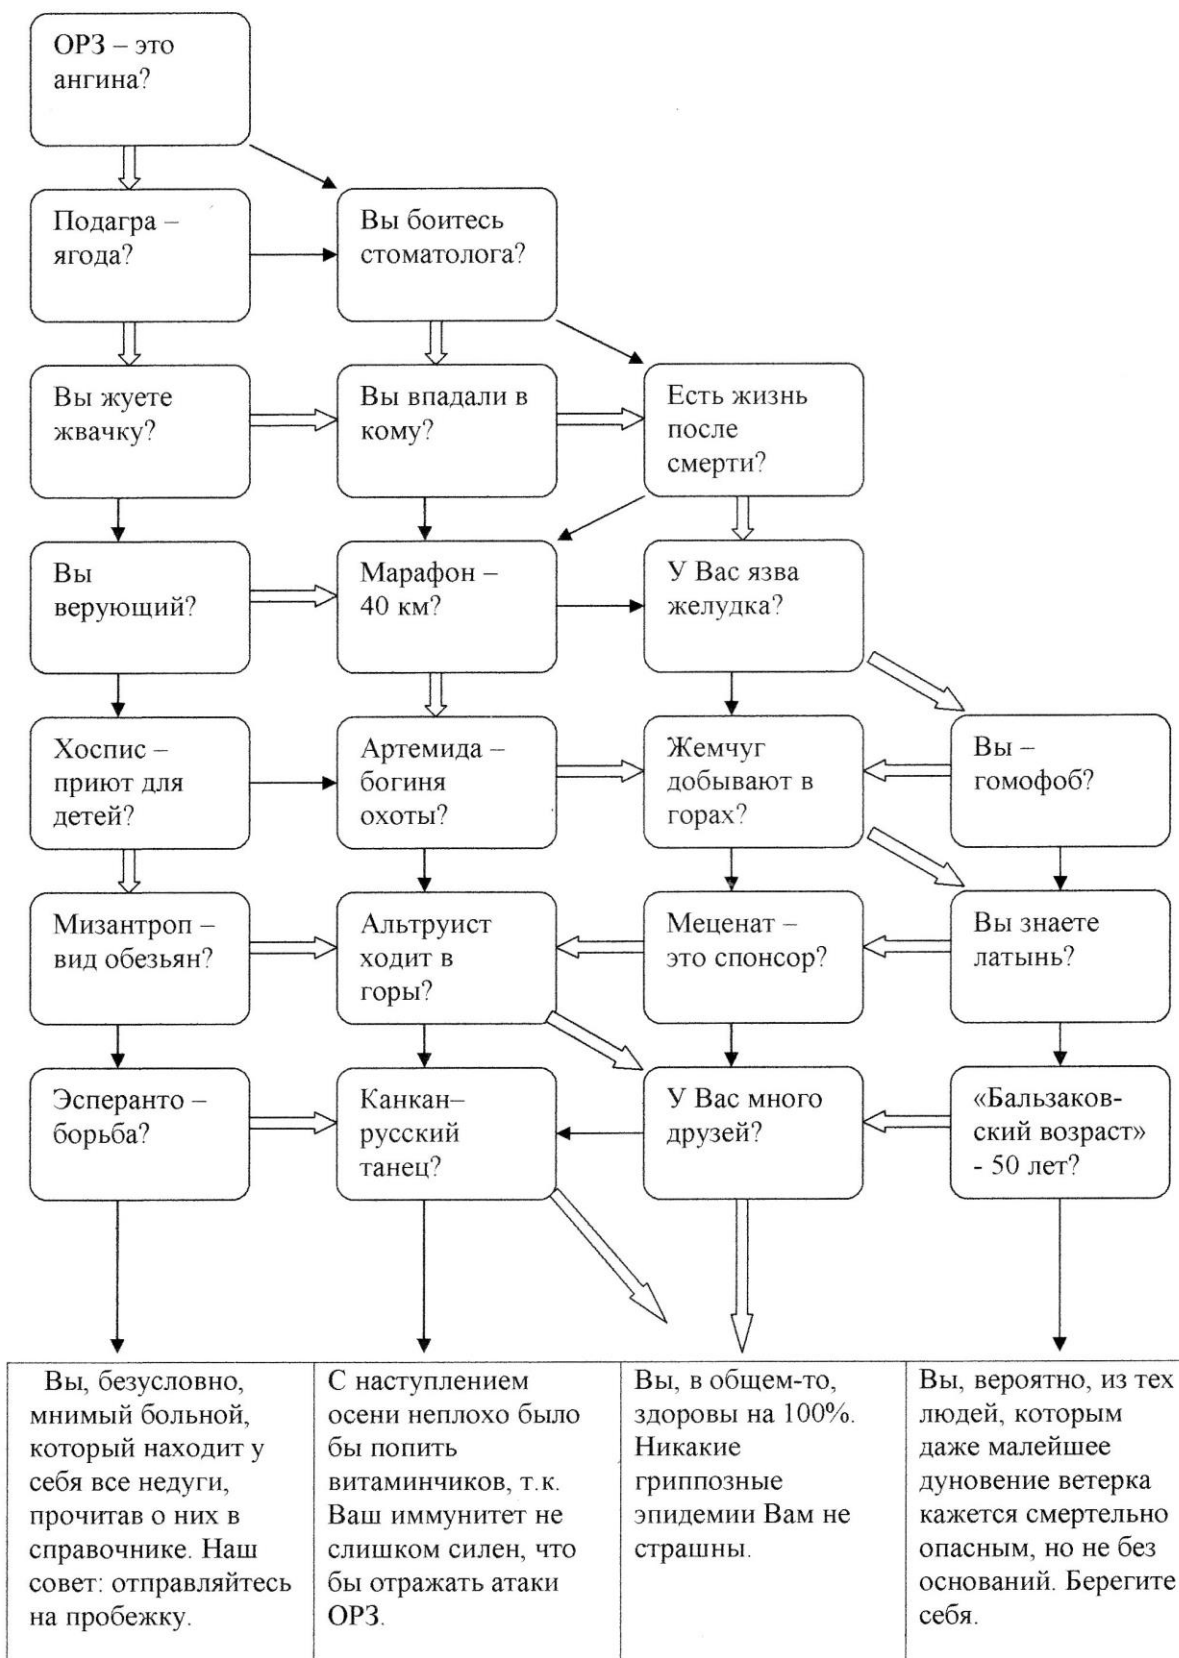 ОРЗ – это
ангина?
Подагра –
ягода?
Вы боитесь
стоматолога?
Вы жуете
жвачку?
Вы впадали в
кому?
Есть жизнь
после
смерти?
Вы
верующий?
Марафон –
40 км?
У Вас язва
желудка?
Хоспис –
приют для
детей?
Артемида –
богиня
охоты?
Жемчуг
добывают в
горах?
Вы –
гомофоб?
Мизантроп –
вид обезьян?
Альтруист
ходит в
горы?
Меценат –
это спонсор?
Вы знаете
латынь?
Эсперанто –
борьба?
Канкан–
русский
танец?
У Вас много
друзей?
«Бальзаков-
ский возраст»
- 50 лет?
Вы, безусловно,
мнимый больной,
который находит у
себя все недуги,
прочитав о них в
справочнике. Наш
совет: отправляйтесь
на пробежку.
С наступлением
осени неплохо было
бы попить
витаминчиков, т.к.
Ваш иммунитет не
слишком силен, что
бы отражать атаки
ОРЗ.
Вы, в общем-то,
здоровы на 100%.
Никакие
гриппозные
эпидемии Вам не
страшны.
Вы, вероятно, из тех
людей, которым
даже малейшее
дуновение ветерка
кажется смертельно
опасным, но не без
оснований. Берегите
себя.